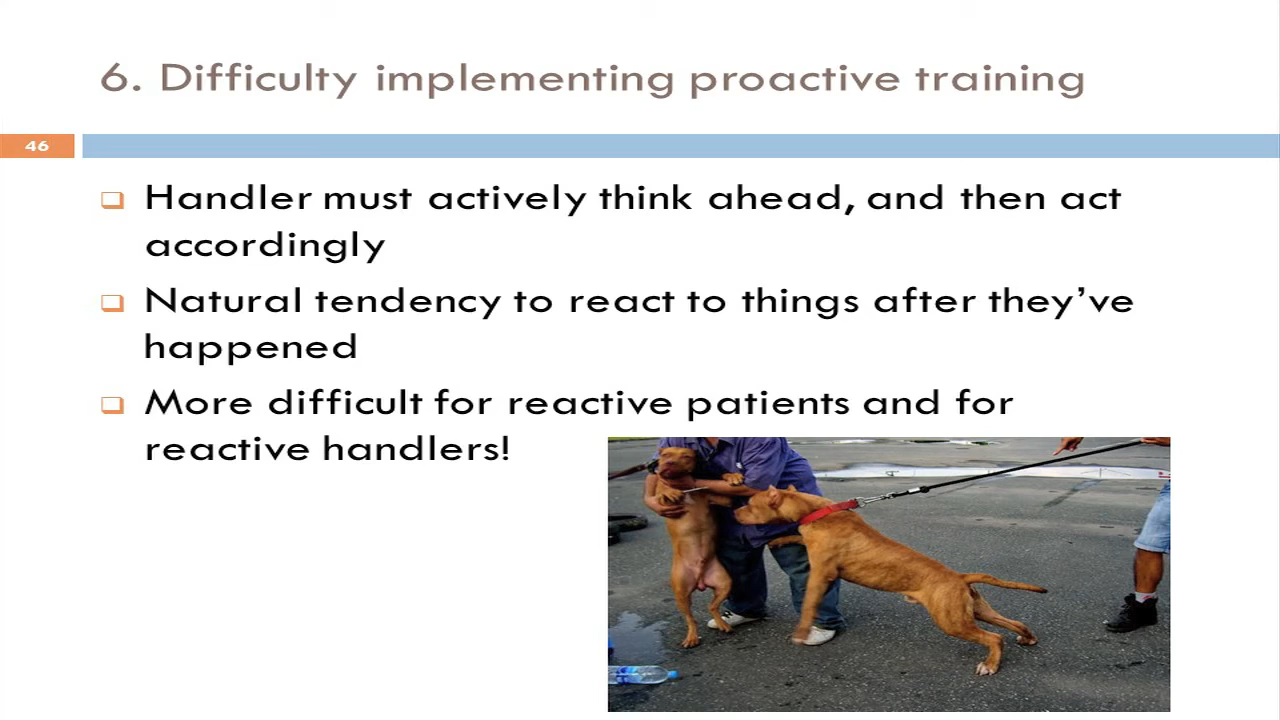 6. Difficulty implementing proactive training
46
Handler must actively think ahead, and then act
accordingly
Natural tendency to react to things after they’ve
happened
More difficult for reactive patients and for
reactive handlers!